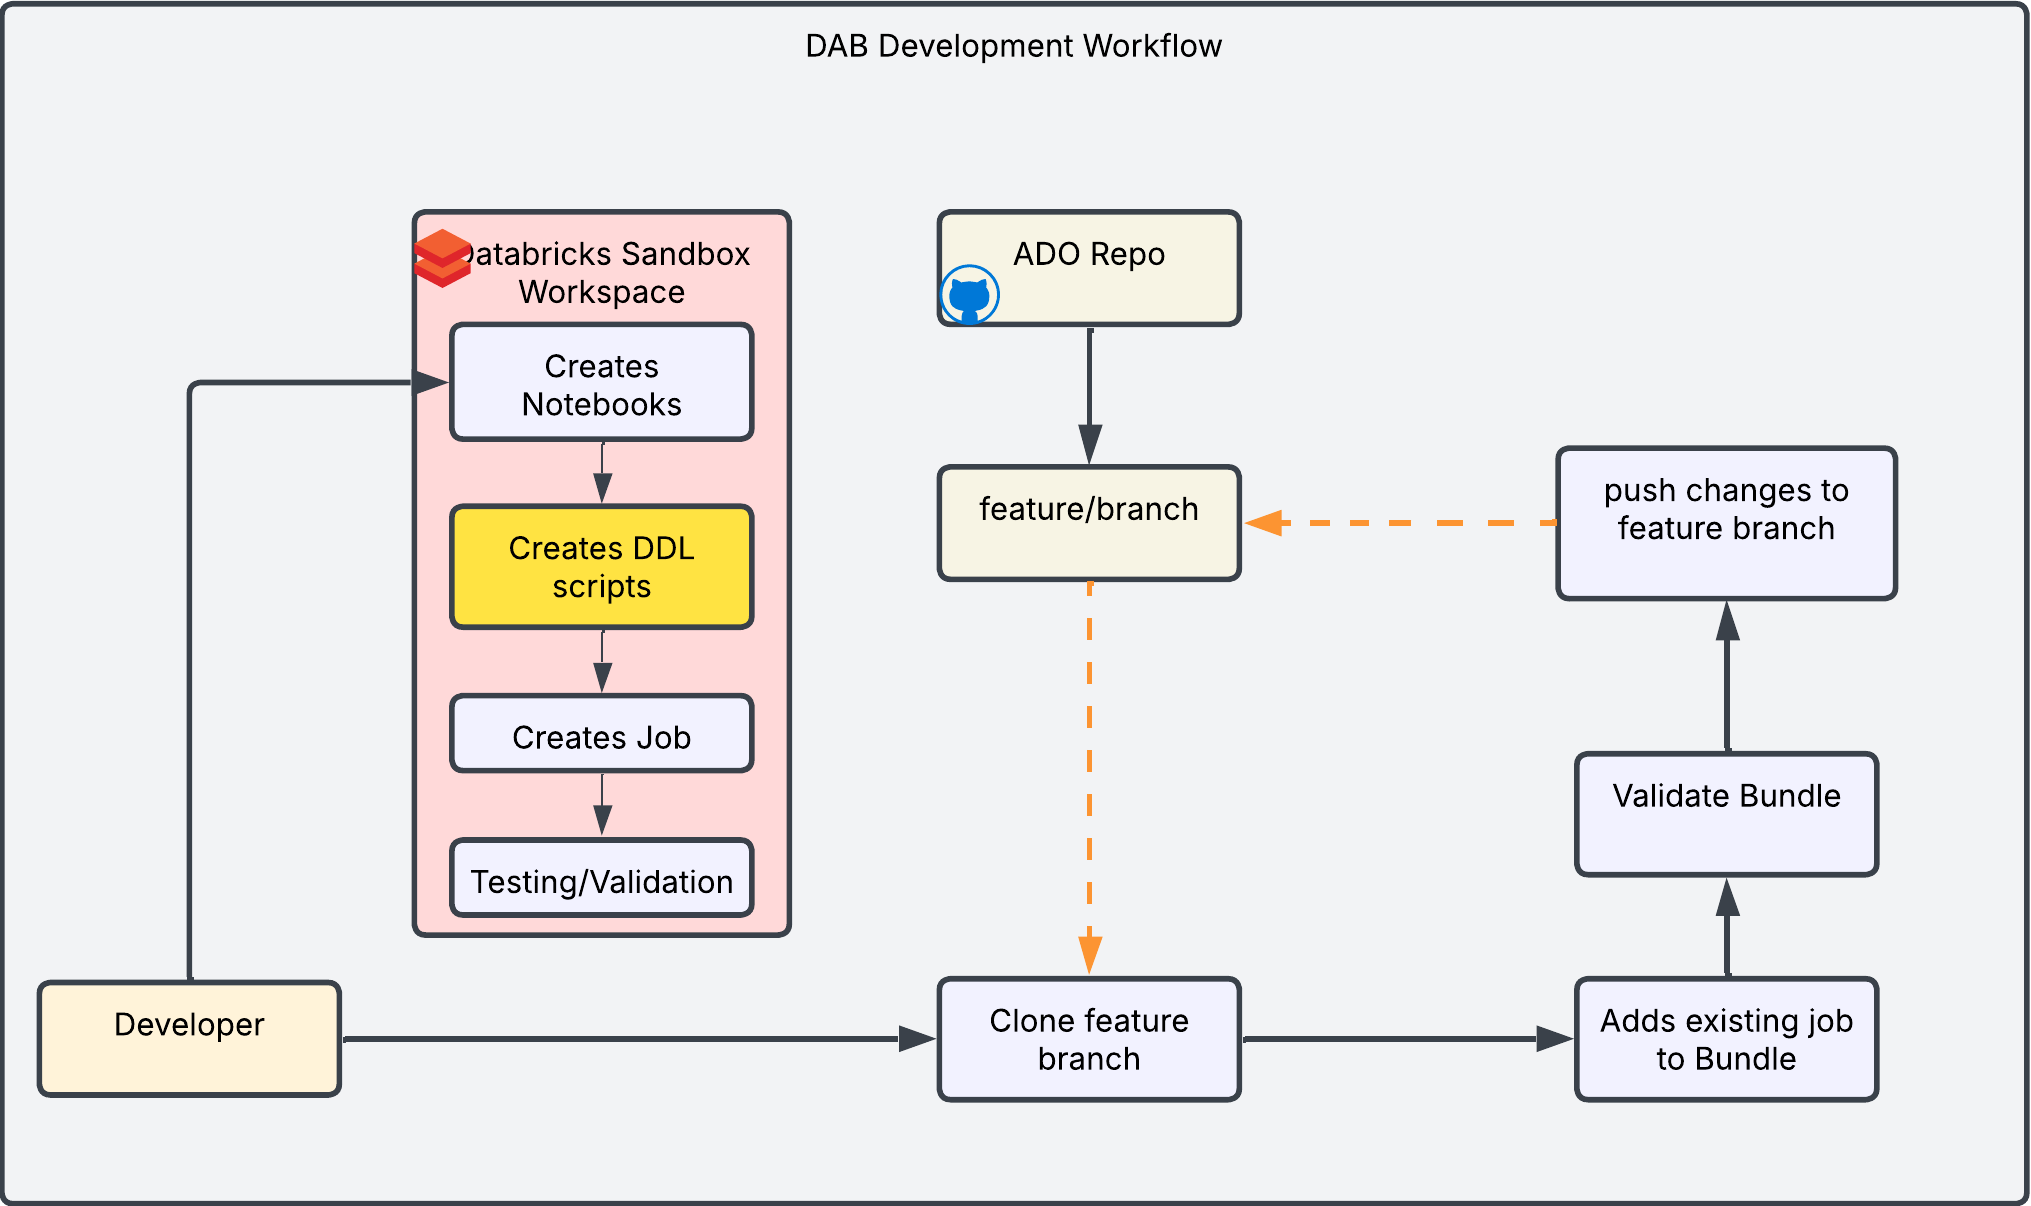 DAB Development Workflow
Databricks Sandbox
Workspace
Creates
Notebooks
Creates DDL
scripts
Creates Job
Testing/Validation
Developer
ADO Repo
feature/branch
Clone feature
branch
Adds existing job
to Bundle
Validate Bundle
push changes to
feature branch